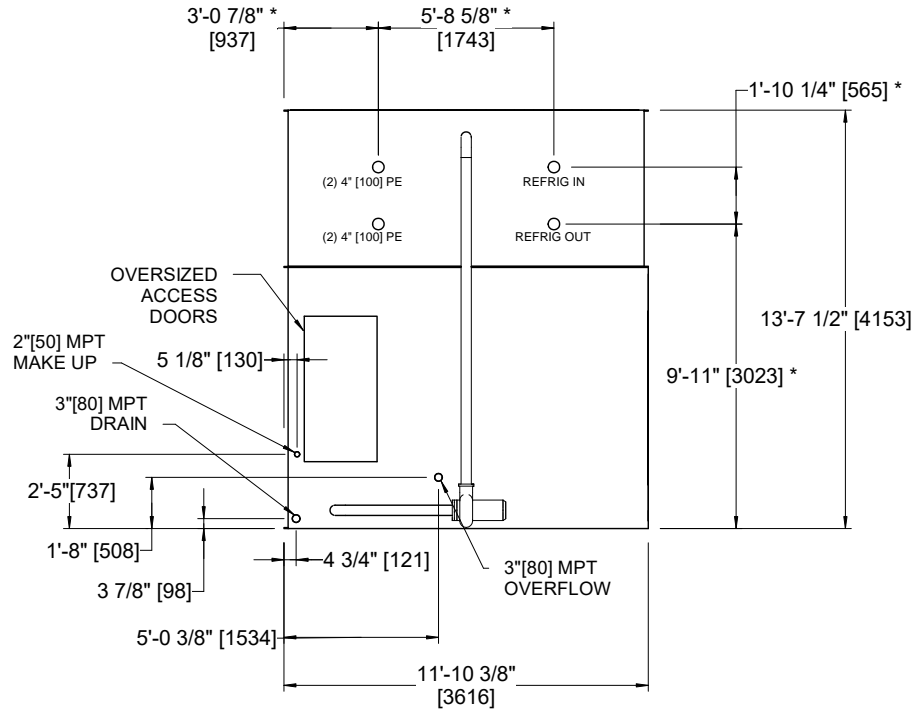 3'-0 7/8" *
[937]
5'-8 5/8" *
[1743]
1'-10 1/4" [565] *
(2) 4" [100] PE
REFRIG IN
(2) 4" [100] PE
REFRIG OUT
OVERSIZED
ACCESS
DOORS
13'-7 1/2" [4153]
2"[50] MPT
MAKE UP
5 1/8" [130]
9'-11" [3023] *
3"[80] MPT
DRAIN
2'-5"[737]
1'-8" [508]
4 3/4" [121]
3"[80] MPT
OVERFLOW
3 7/8" [98]
5'-0 3/8" [1534]
11'-10 3/8"
[3616]